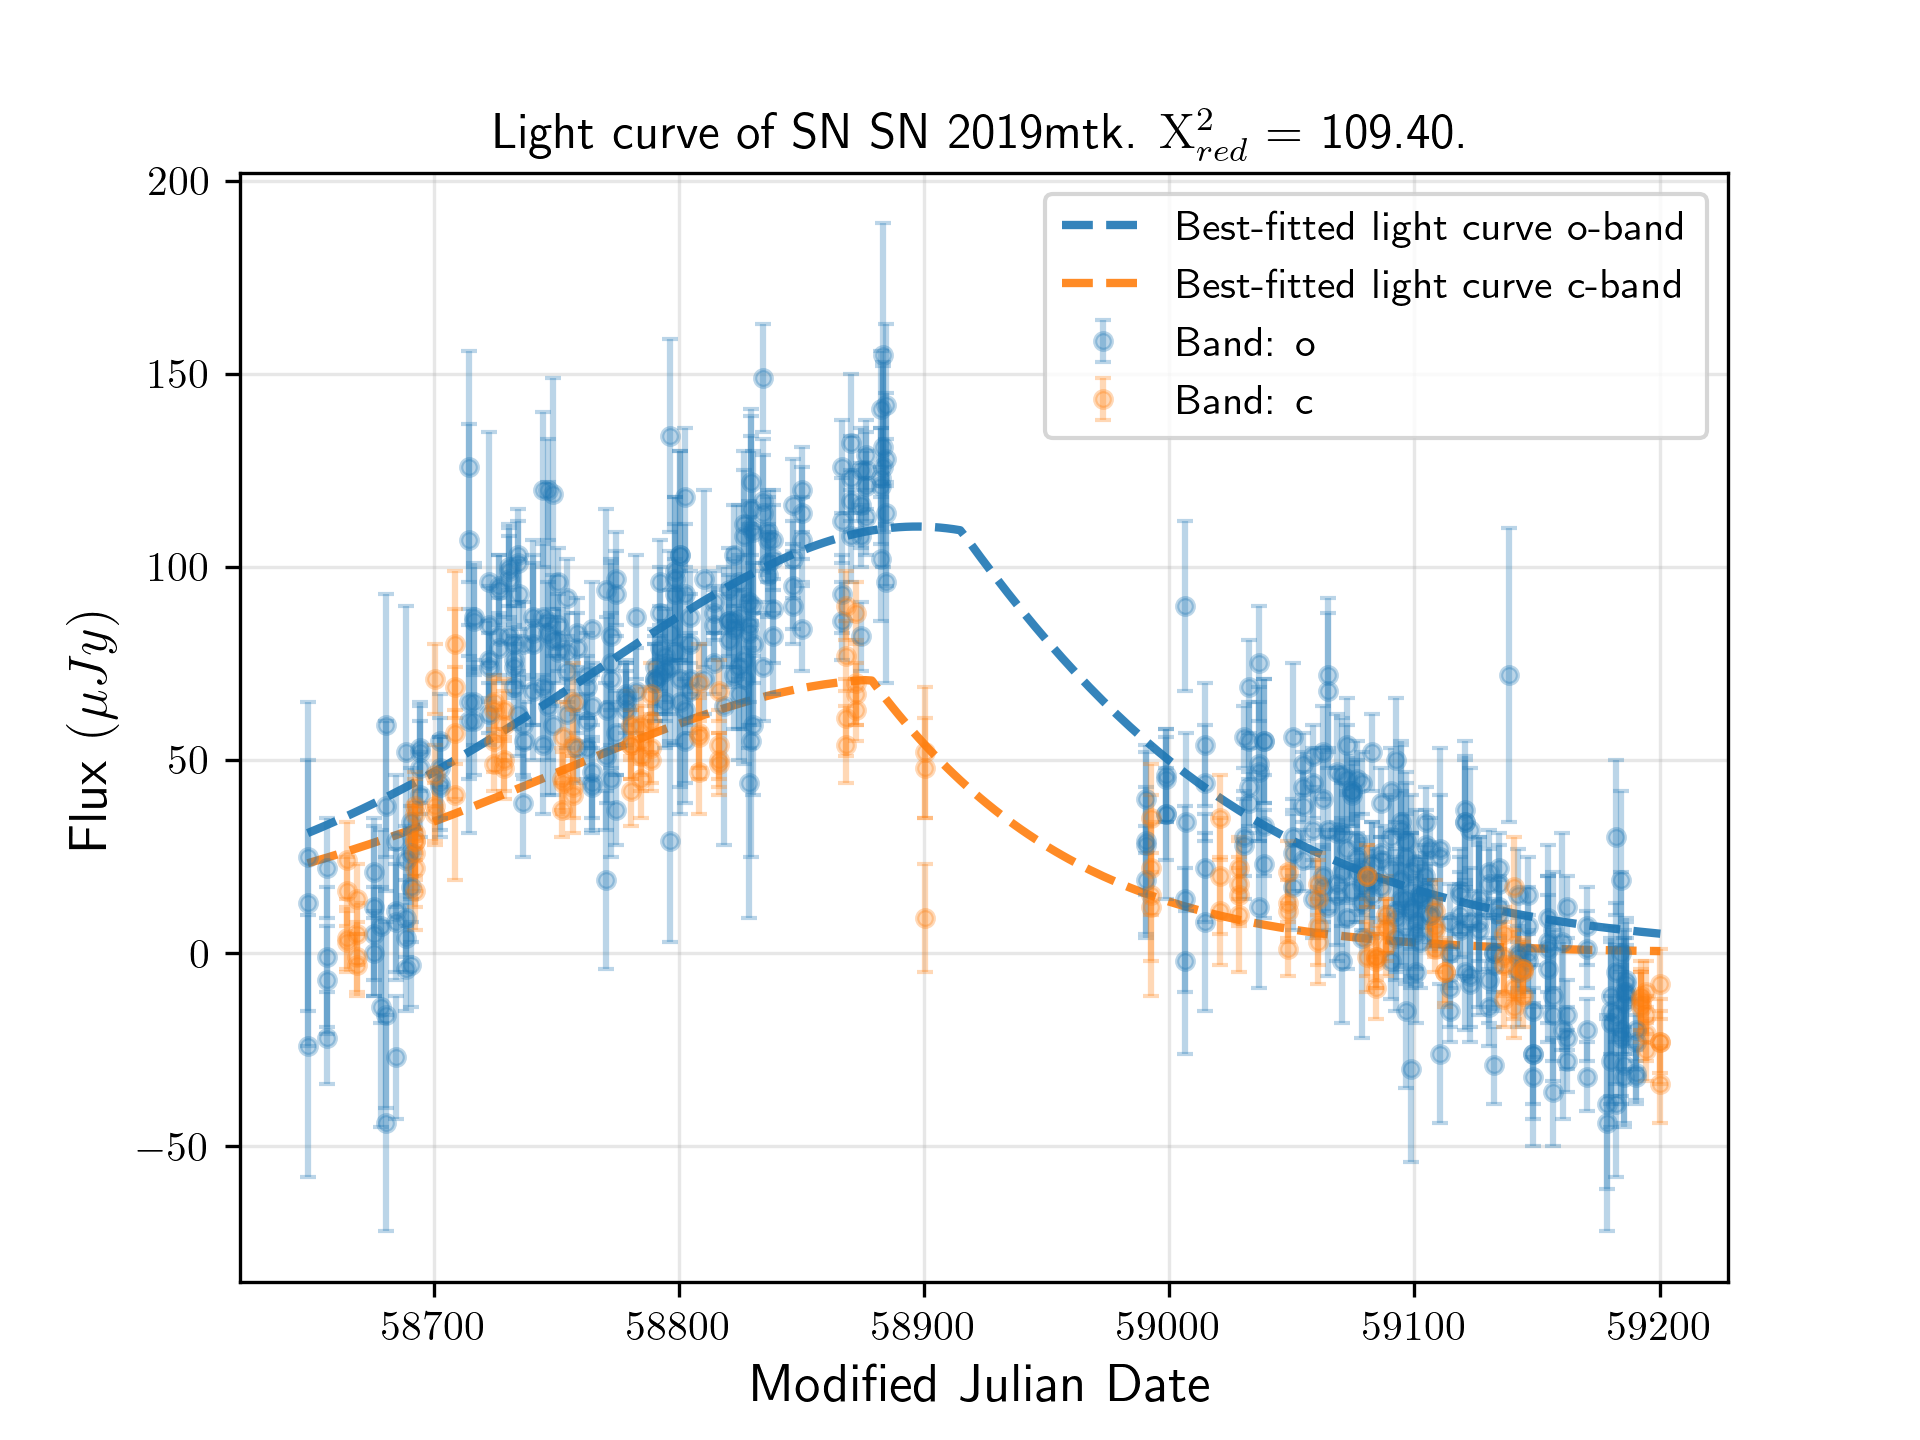 Light curve of SN SN 2019mtk. X²_red = 109.40.
200
150
100
50
0
−50
Flux (μJy)
Best-fitted light curve o-band
Best-fitted light curve c-band
Band: o
Band: c
58700 58800 58900 59000 59100 59200
Modified Julian Date